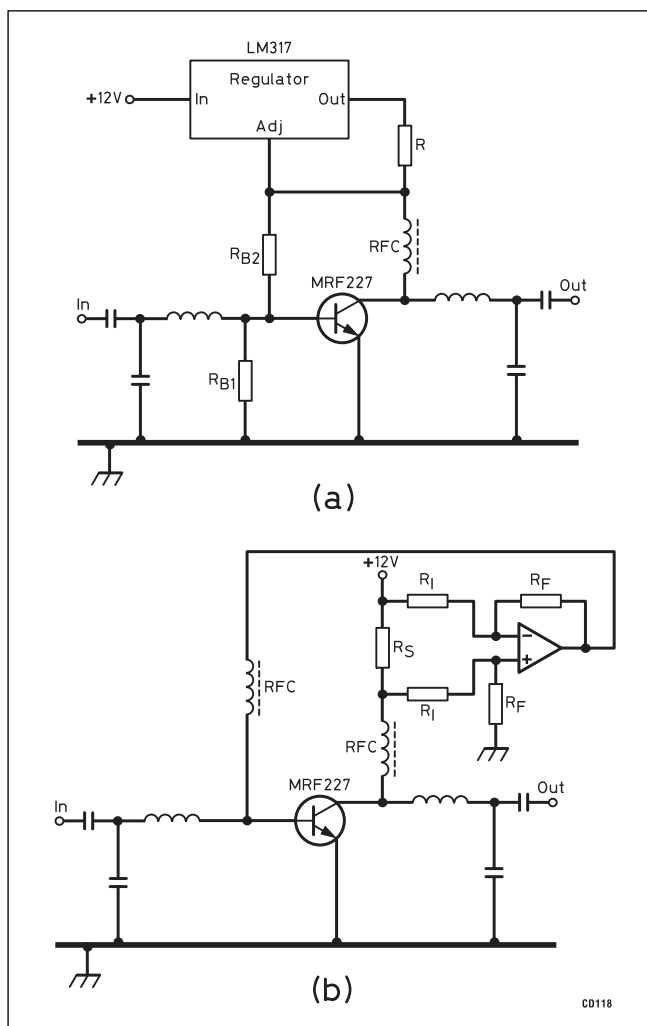 LM317
Regulator
+12V
In
Out
Adj
R
RB2
RFC
MRF227
In
Out
RB1
(a)
+12V
RI
RF
RS
RFC
RI
RF
RFC
MRF227
In
Out
(b)
CD118